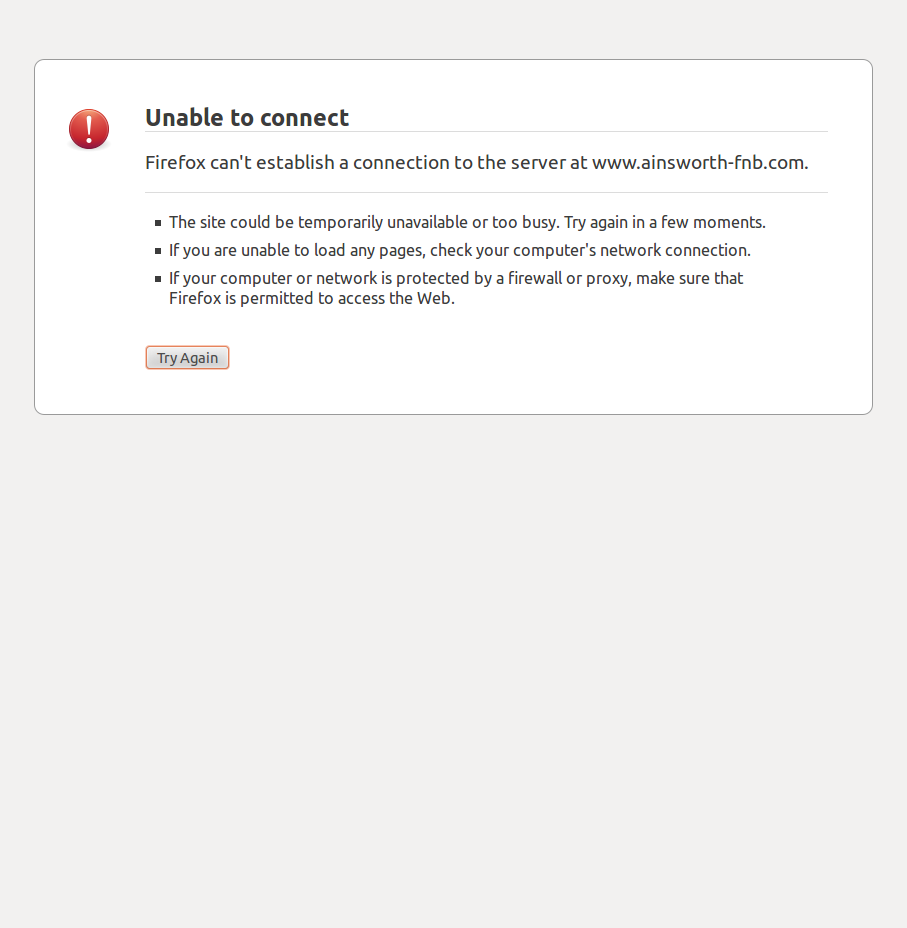 Unable to connect
Firefox can't establish a connection to the server at www.ainsworth-fnb.com.
The site could be temporarily unavailable or too busy. Try again in a few moments.
If you are unable to load any pages, check your computer's network connection.
If your computer or network is protected by a firewall or proxy, make sure that
Firefox is permitted to access the Web.
Try Again